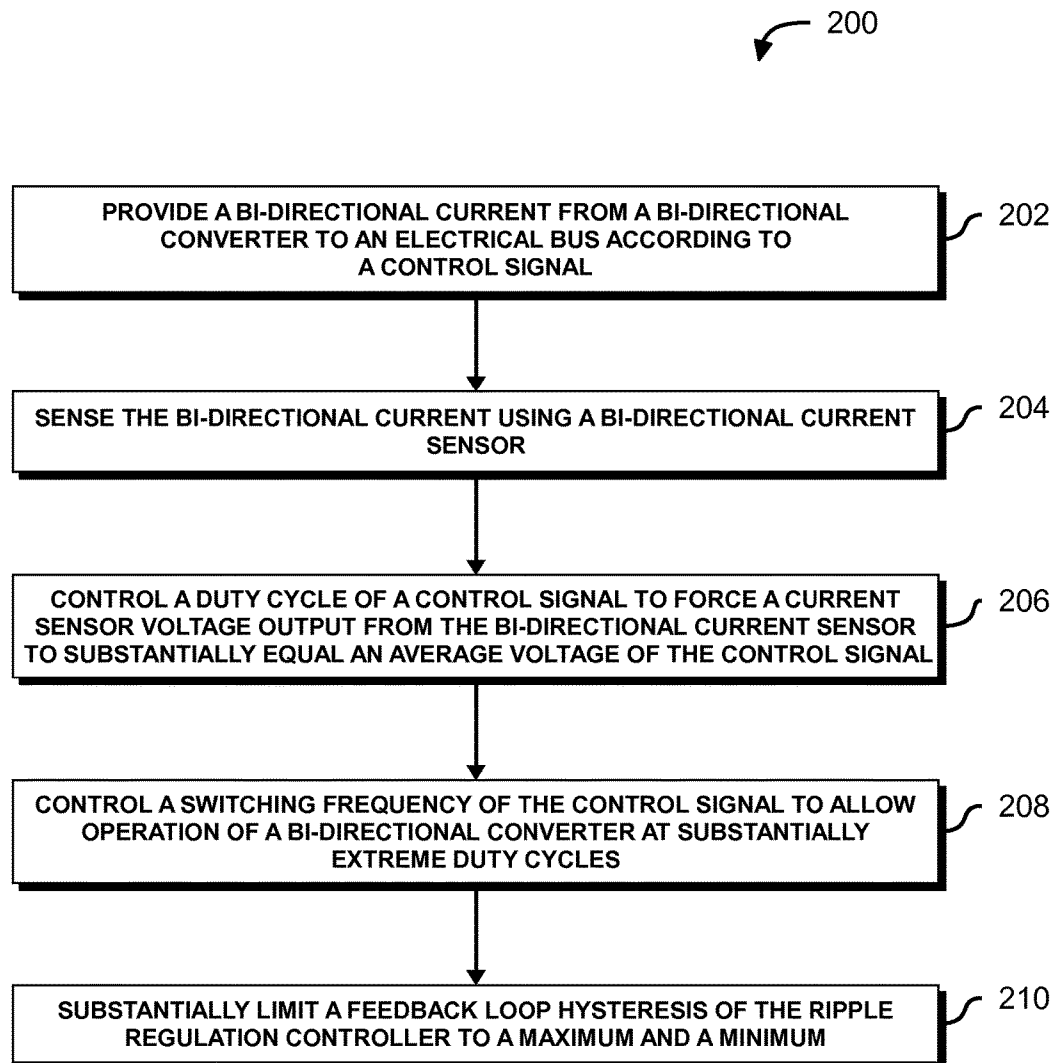 200
PROVIDE A BI-DIRECTIONAL CURRENT FROM A BI-DIRECTIONAL
CONVERTER TO AN ELECTRICAL BUS ACCORDING TO
A CONTROL SIGNAL
202
SENSE THE BI-DIRECTIONAL CURRENT USING A BI-DIRECTIONAL CURRENT
SENSOR
204
CONTROL A DUTY CYCLE OF A CONTROL SIGNAL TO FORCE A CURRENT
SENSOR VOLTAGE OUTPUT FROM THE BI-DIRECTIONAL CURRENT SENSOR
TO SUBSTANTIALLY EQUAL AN AVERAGE VOLTAGE OF THE CONTROL SIGNAL
206
CONTROL A SWITCHING FREQUENCY OF THE CONTROL SIGNAL TO ALLOW
OPERATION OF A BI-DIRECTIONAL CONVERTER AT SUBSTANTIALLY
EXTREME DUTY CYCLES
208
SUBSTANTIALLY LIMIT A FEEDBACK LOOP HYSTERESIS OF THE RIPPLE
REGULATION CONTROLLER TO A MAXIMUM AND A MINIMUM
210